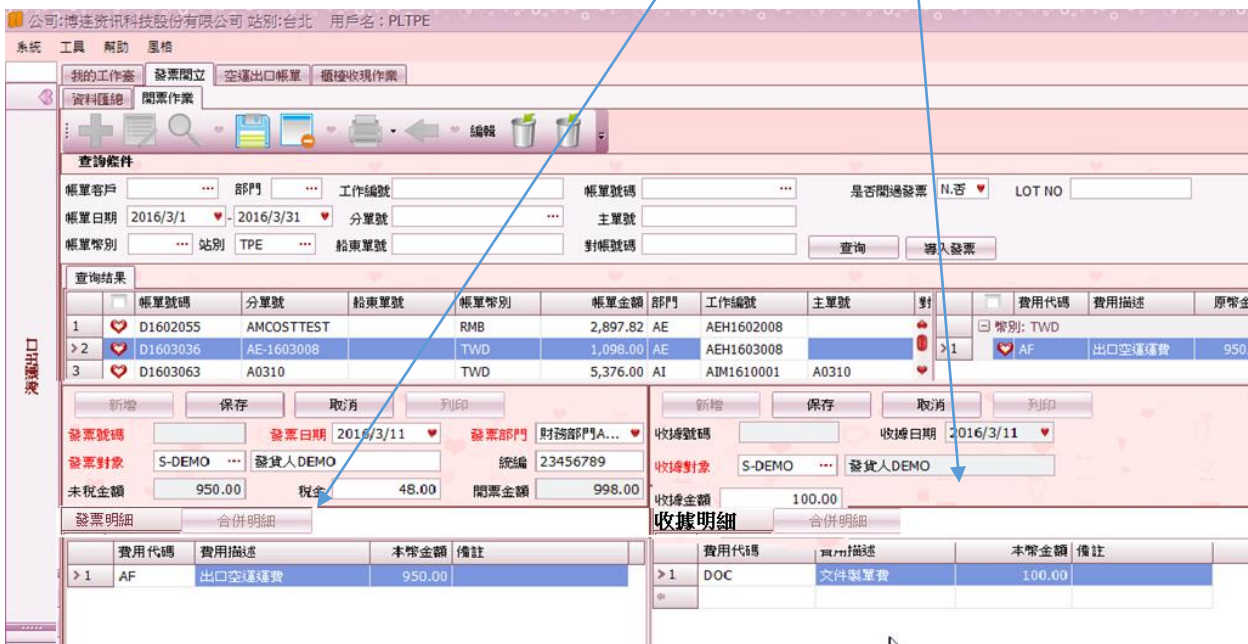 公司:博連资讯科技股份有限公司 站別:台北 用戶名：PLTPE
系統 工具 幫助 風格
我的工作臺 發票開立 空運出口帳單 櫃檯收現作業
資料匯總 開票作業
編輯
查詢條件
帳單客戶 ... 部門 ... 工作編號 帳單號碼 ... 是否開過發票 N.否 LOT NO
帳單日期 2016/3/1 - 2016/3/31 分單號 ... 主單號
帳單幣別 ... 站別 TPE ... 船東單號 對帳號碼 查询 導入發票
查询结果
帳單號碼 分單號 船東單號 帳單幣別 帳單金額 部門 工作編號 主單號 對 費用代碼 費用描述 原幣金
1 D1602055 AMCOSTTEST RMB 2,897.82 AE AEH1602008 幣別: TWD
>2 D1603036 AE-1603008 TWD 1,098.00 AE AEH1603008 >1 AF 出口空運運費 950.
3 D1603063 A0310 TWD 5,376.00 AI AIM1610001 A0310
新增 保存 取消 列印 新增 保存 取消 列印
發票號碼 發票日期 2016/3/11 發票部門 財務部門A... 收據號碼 收據日期 2016/3/11
發票對象 S-DEMO ... 發貨人DEMO 統編 23456789 收據對象 S-DEMO ... 發貨人DEMO
未稅金額 950.00 稅金 48.00 開票金額 998.00 收據金額 100.00
發票明細 合併明細 收據明細 合併明細
費用代碼 費用描述 本幣金額 備註 費用代碼 費用描述 本幣金額 備註
>1 AF 出口空運運費 950.00 >1 DOC 文件製單費 100.00